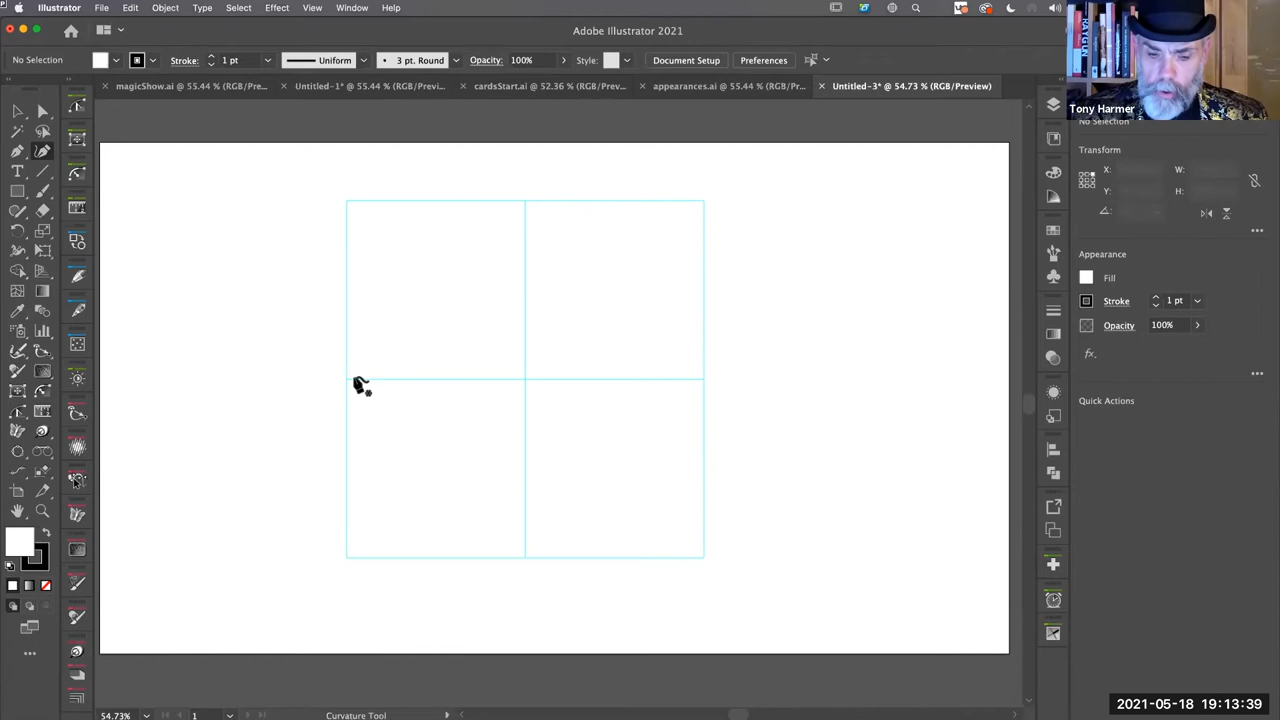 Illustrator File Edit Object Type Select Effect View Window Help
Adobe Illustrator 2021
No Selection Stroke: 1 pt Uniform 3 pt. Round Opacity: 100% Style: Document Setup Preferences
magicShow.ai @ 55.44 % (RGB/Pre... Untitled-1* @ 55.44 % (RGB/Previ... cardsStart.ai @ 52.36 % (RGB/Pre... appearances.ai @ 55.44 % (RGB/Pr... Untitled-3* @ 54.73 % (RGB/Preview)
RAYGUN
Tony Harmer
No Selection
Transform
X: W:
Y: H:
Appearance
Fill
Stroke 1 pt
Opacity 100%
fx
Quick Actions
54.73% 1 Curvature Tool
2021-05-18 19:13:39